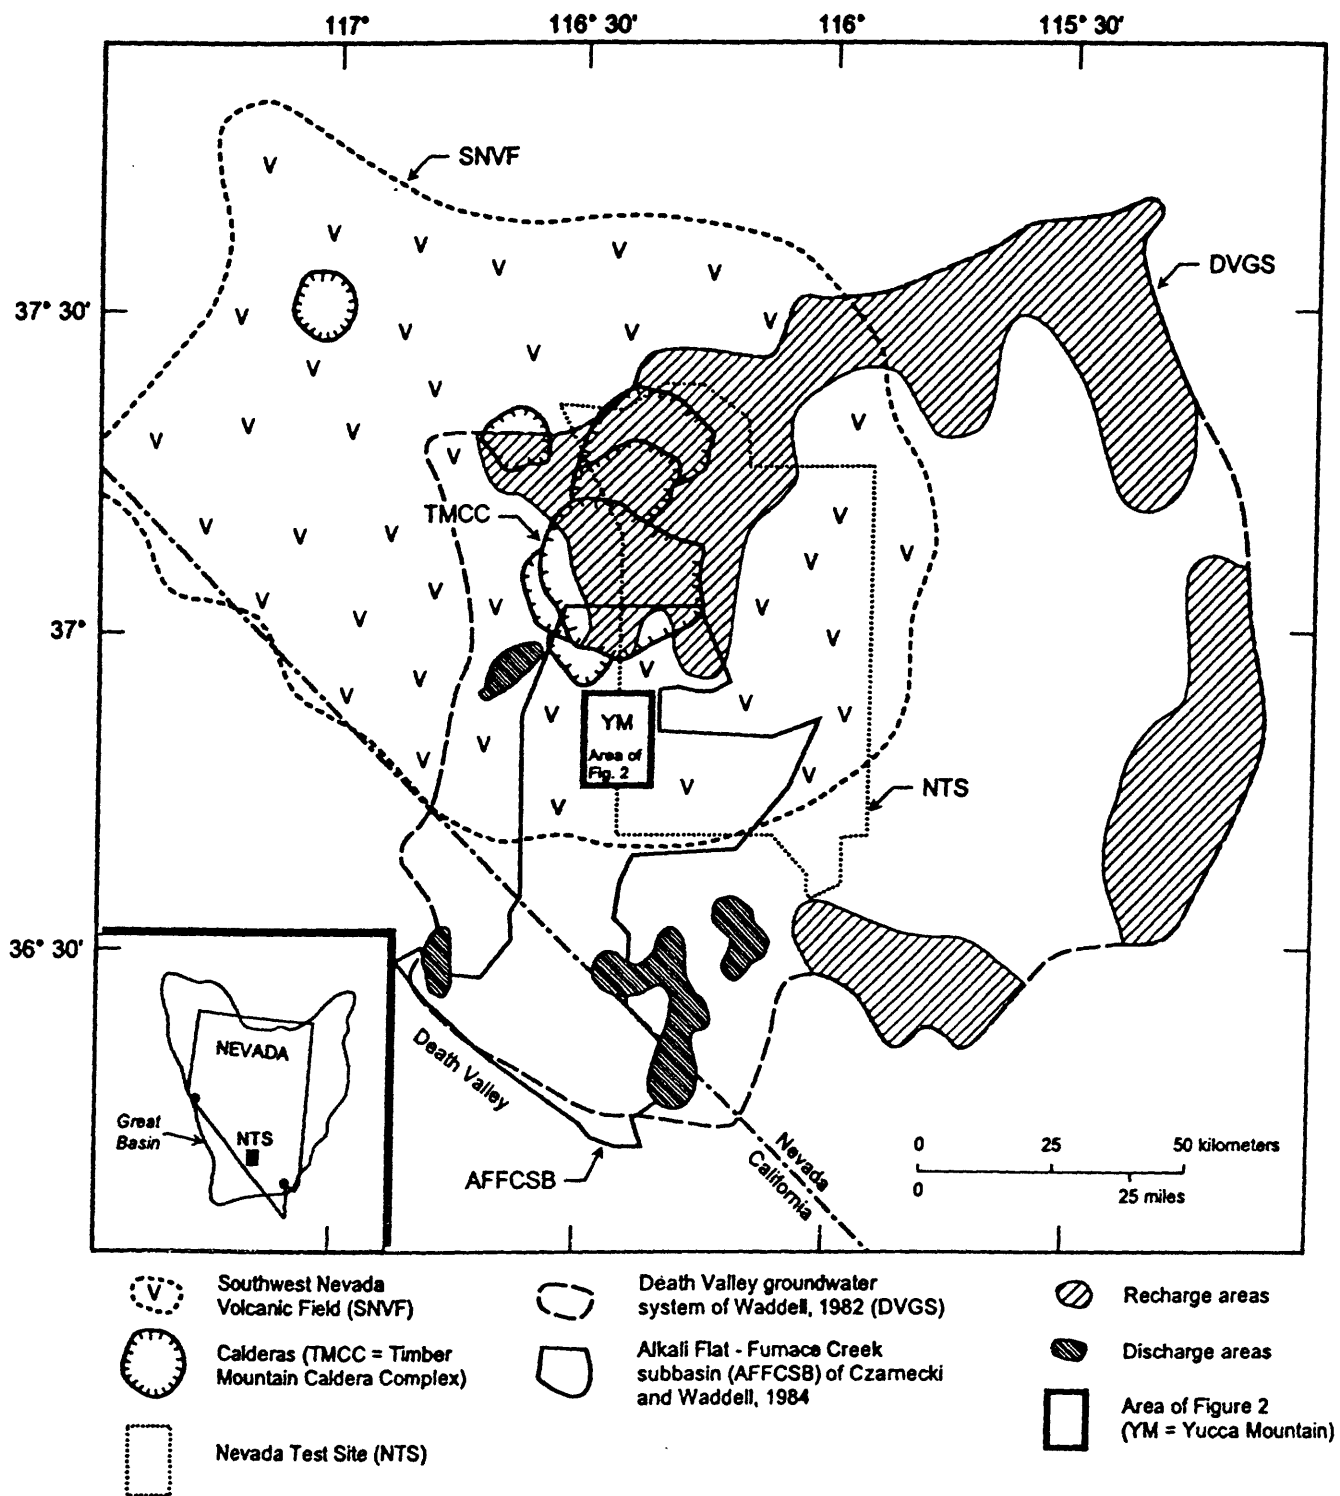 117° 116° 30' 116° 115° 30'
SNVF
DVGS
37° 30'
TMCC
37°
YM
Area of
Fig. 2
NTS
36° 30'
NEVADA
Great
Basin
NTS
Death Valley
AFFCSB
Nevada
California
0 25 50 kilometers
0 25 miles
V
Southwest Nevada
Volcanic Field (SNVF)
Calderas (TMCC = Timber
Mountain Caldera Complex)
Nevada Test Site (NTS)
Death Valley groundwater
system of Waddell, 1982 (DVGS)
Alkali Flat - Furnace Creek
subbasin (AFFCSB) of Czarnecki
and Waddell, 1984
Recharge areas
Discharge areas
Area of Figure 2
(YM = Yucca Mountain)